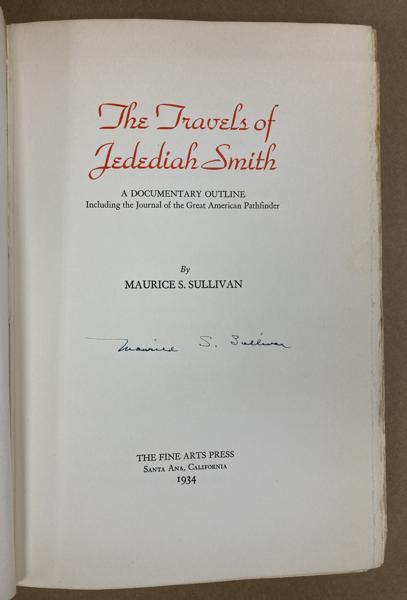 The Travels of
Jedediah Smith
A DOCUMENTARY OUTLINE
Including the Journal of the Great American Pathfinder
By
MAURICE S. SULLIVAN
Maurice S. Sullivan
THE FINE ARTS PRESS
SANTA ANA, CALIFORNIA
1934